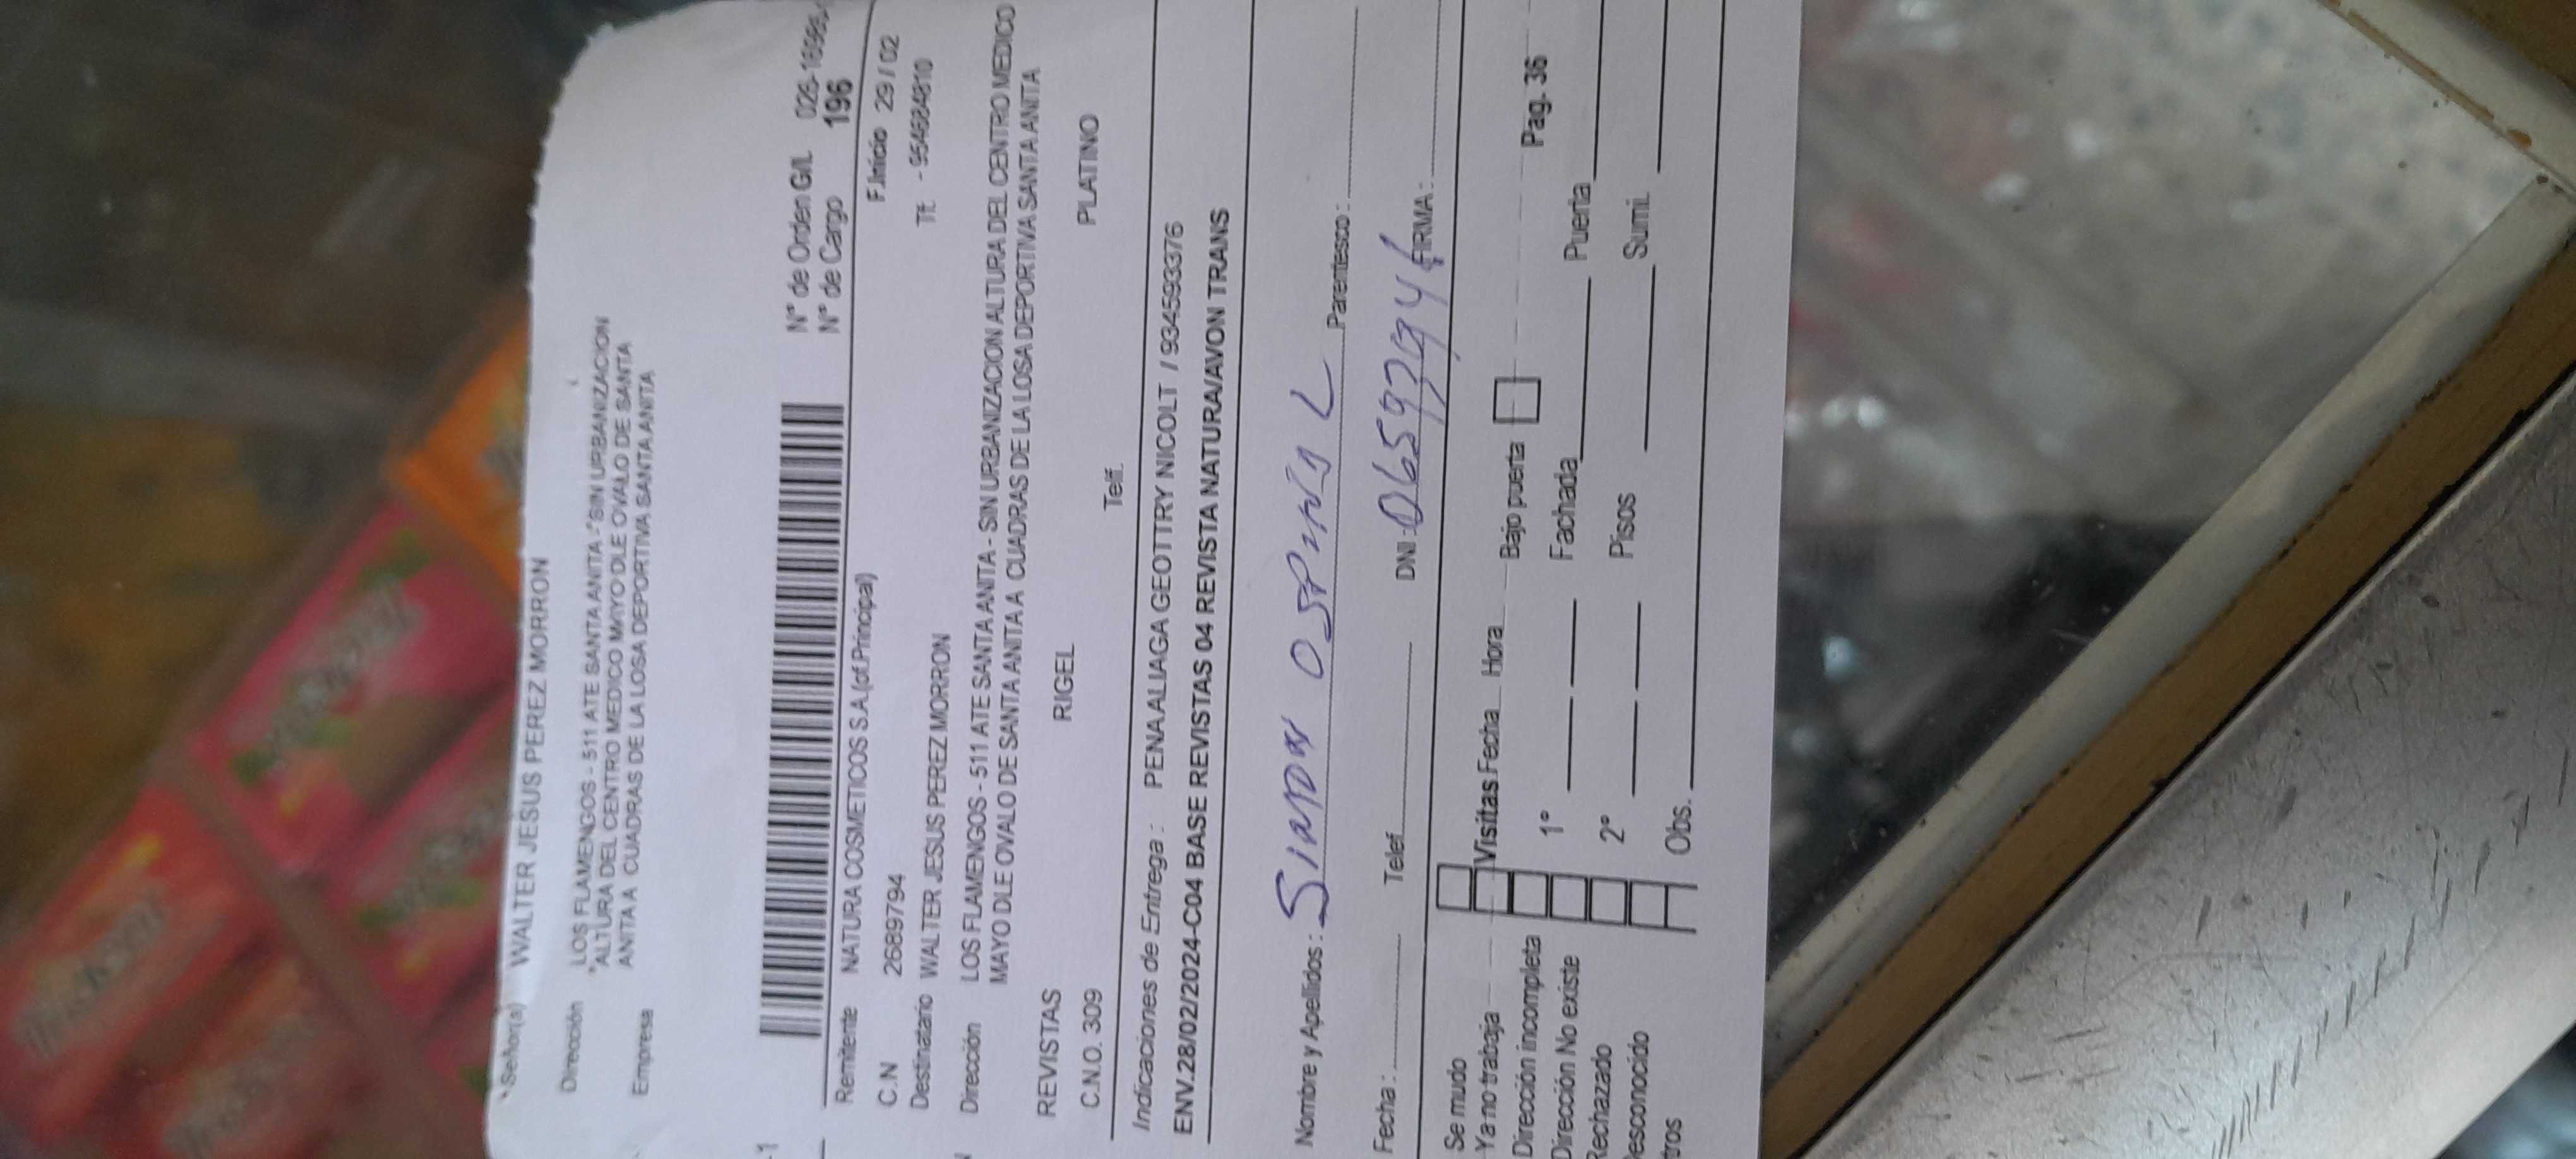 Señor(a) WALTER JESUS PEREZ MORRON
Dirección LOS FLAMENGOS - 511 ATE SANTA ANITA - SIN URBANIZACION
ALTURA DEL CENTRO MEDICO MAYO DLE OVALO DE SANTA
Empresa ANITA A CUADRAS DE LA LOSA DEPORTIVA SANTA ANITA
N° de Orden G/L
N° de Cargo 196
Remitente NATURA COSMETICOS S.A.(of.Principal) F.Inicio 29/02
C.N 2689794
Destinatario WALTER JESUS PEREZ MORRON Tf. - 954684810
Dirección LOS FLAMENGOS - 511 ATE SANTA ANITA - SIN URBANIZACION ALTURA DEL CENTRO MEDICO
MAYO DLE OVALO DE SANTA ANITA A CUADRAS DE LA LOSA DEPORTIVA SANTA ANITA
REVISTAS RIGEL PLATINO
C.N.O. 309 Telf.
Indicaciones de Entrega : PENA ALIAGA GEOTTRY NICOLT / 934593376
ENV.28/02/2024-C04 BASE REVISTAS 04 REVISTA NATURA/AVON TRANS
Nombre y Apellidos : Simon Ospina L Parentesco :
Fecha : Telef DNI : FIRMA :
Se mudo
Ya no trabaja Visitas Fecha Hora Bajo puerta Pag. 36
Dirección incompleta 1° Fachada Puerta
Dirección No existe
Rechazado 2° Pisos Sumi.
esconocido
tros Obs.